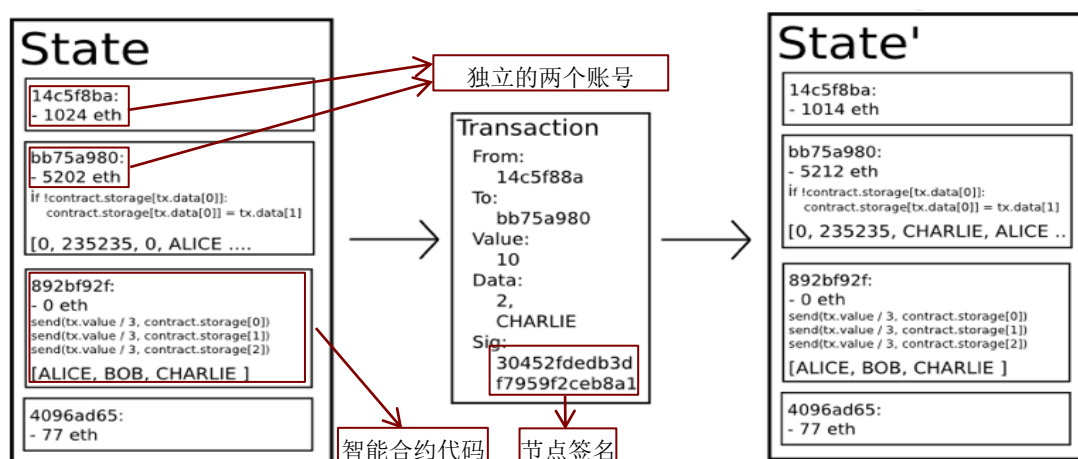 State
14c5f8ba:
- 1024 eth
bb75a980:
- 5202 eth
if !contract.storage[tx.data[0]]:
contract.storage[tx.data[0]] = tx.data[1]
[0, 235235, 0, ALICE ....
892bf92f:
- 0 eth
send(tx.value / 3, contract.storage[0])
send(tx.value / 3, contract.storage[1])
send(tx.value / 3, contract.storage[2])
[ALICE, BOB, CHARLIE ]
4096ad65:
- 77 eth
独立的两个账号
Transaction
From:
14c5f88a
To:
bb75a980
Value:
10
Data:
2,
CHARLIE
Sig:
30452fdedb3d
f7959f2ceb8a1
智能合约代码
节点签名
State'
14c5f8ba:
- 1014 eth
bb75a980:
- 5212 eth
if !contract.storage[tx.data[0]]:
contract.storage[tx.data[0]] = tx.data[1]
[0, 235235, CHARLIE, ALICE ..
892bf92f:
- 0 eth
send(tx.value / 3, contract.storage[0])
send(tx.value / 3, contract.storage[1])
send(tx.value / 3, contract.storage[2])
[ALICE, BOB, CHARLIE ]
4096ad65:
- 77 eth